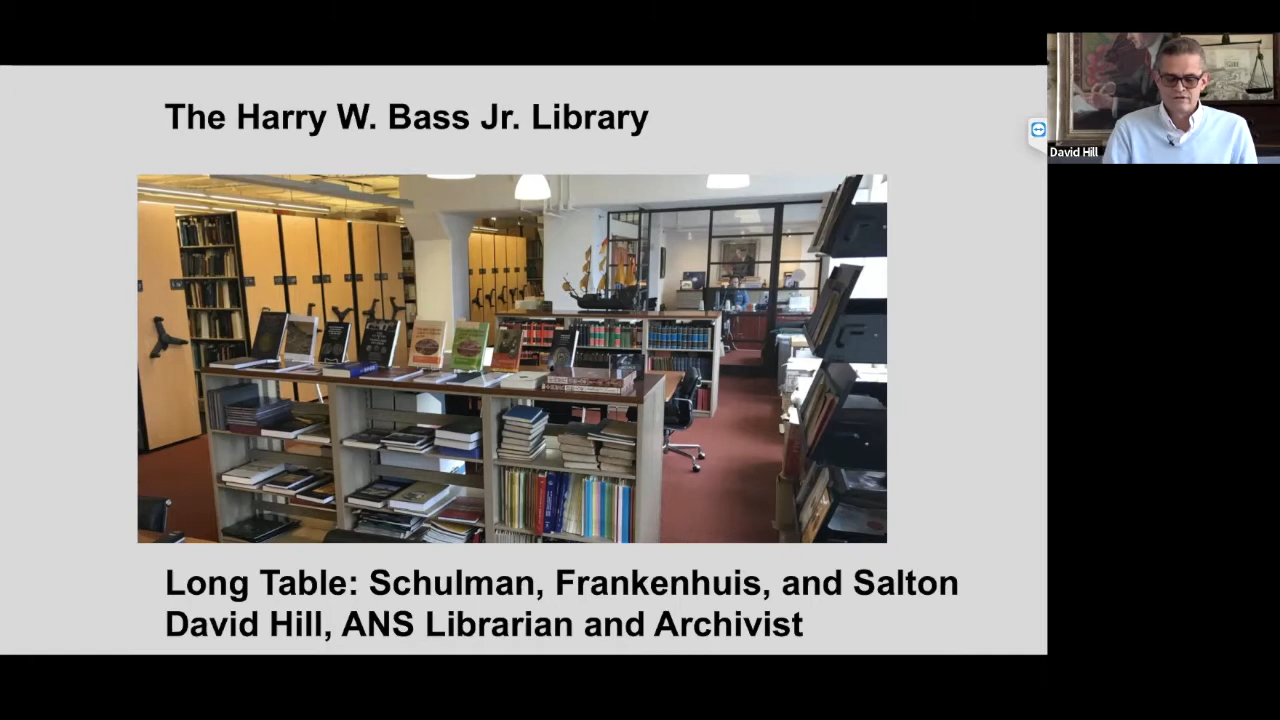 The Harry W. Bass Jr. Library
David Hill
Long Table: Schulman, Frankenhuis, and Salton
David Hill, ANS Librarian and Archivist